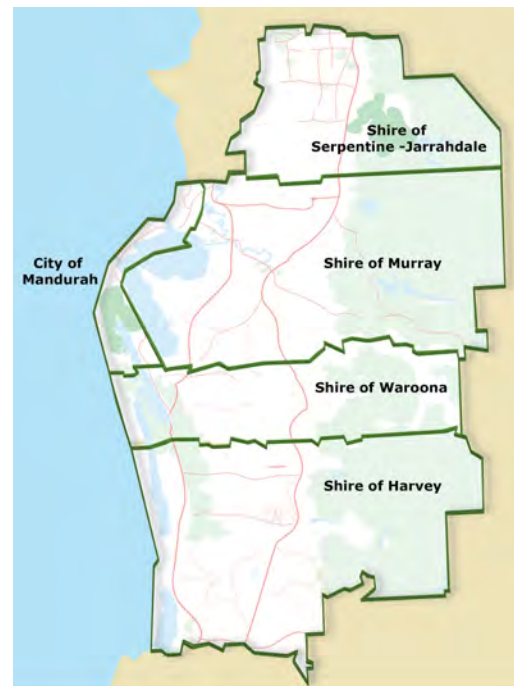 Shire of
Serpentine -Jarrahdale
City of
Mandurah
Shire of Murray
Shire of Waroona
Shire of Harvey